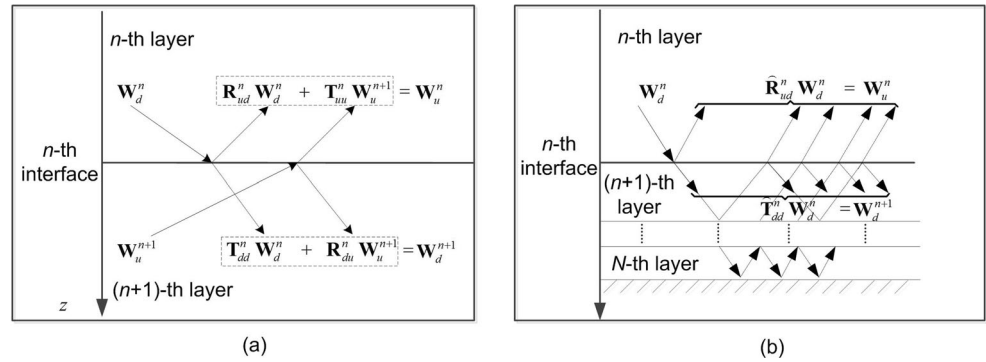 n-th layer
W_d^n
R_ud^n W_d^n + T_uu^n W_u^{n+1} = W_u^n
n-th
interface
W_u^{n+1}
T_dd^n W_d^n + R_du^n W_u^{n+1} = W_d^{n+1}
(n+1)-th layer
z
(a)
n-th layer
W_d^n
R̂_ud^n W_d^n = W_u^n
n-th
interface
(n+1)-th
layer
T̂_dd^n W_d^n = W_d^{n+1}
N-th layer
(b)